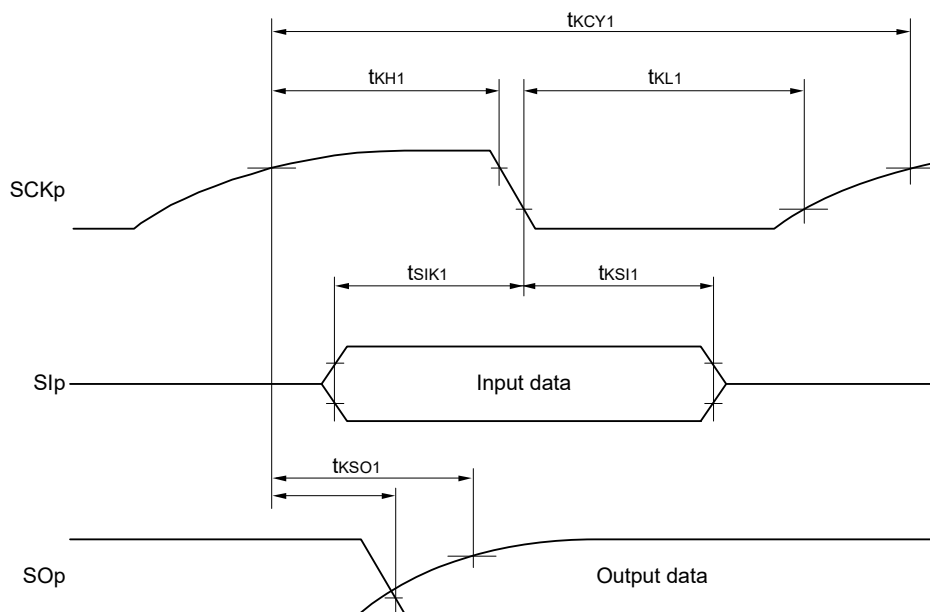 tKCY1
tKH1
tKL1
SCKp
tSIK1
tKSI1
SIp
Input data
tKSO1
SOp
Output data